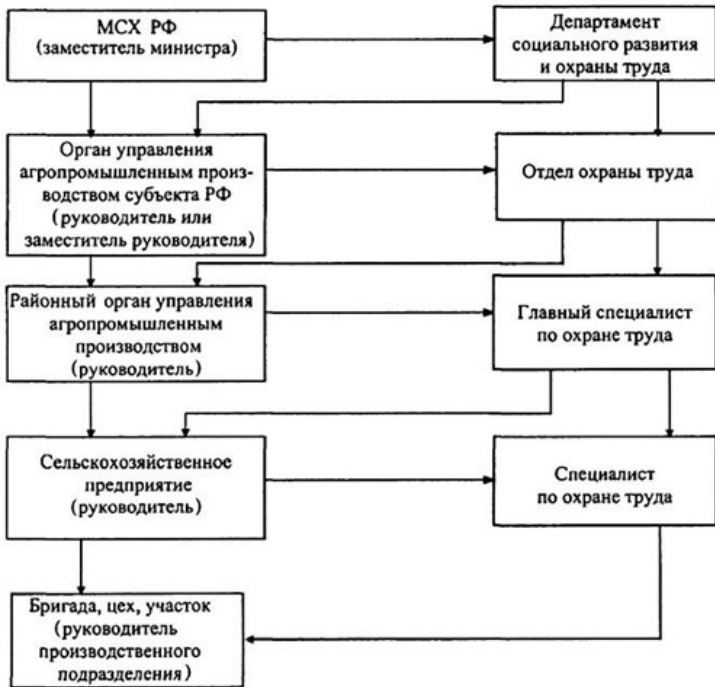 МСХ РФ
(заместитель министра)
Департамент
социального развития
и охраны труда
Орган управления
агропромышленным произ-
водством субъекта РФ
(руководитель или
заместитель руководителя)
Отдел охраны труда
Районный орган управления
агропромышленным
производством
(руководитель)
Главный специалист
по охране труда
Сельскохозяйственное
предприятие
(руководитель)
Специалист
по охране труда
Бригада, цех, участок
(руководитель
производственного
подразделения)